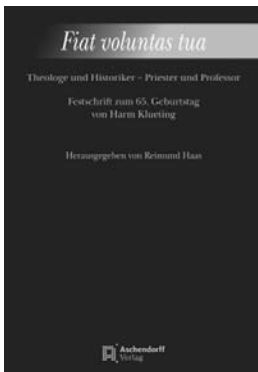 Fiat voluntas tua
Theologe und Historiker – Priester und Professor
Festschrift zum 65. Geburtstag
von Harm Klueting
Herausgegeben von Reimund Haas
Aschendorff
Verlag